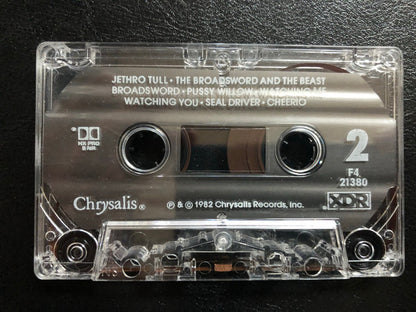 JETHRO TULL • THE BROADSWORD AND THE BEAST
BROADSWORD • PUSSY WILLOW • WATCHING ME
WATCHING YOU • SEAL DRIVER • CHEERIO
HX PRO
B NR
2
F4
21380
Chrysalis ®
℗ & © 1982 Chrysalis Records, Inc.
XDR